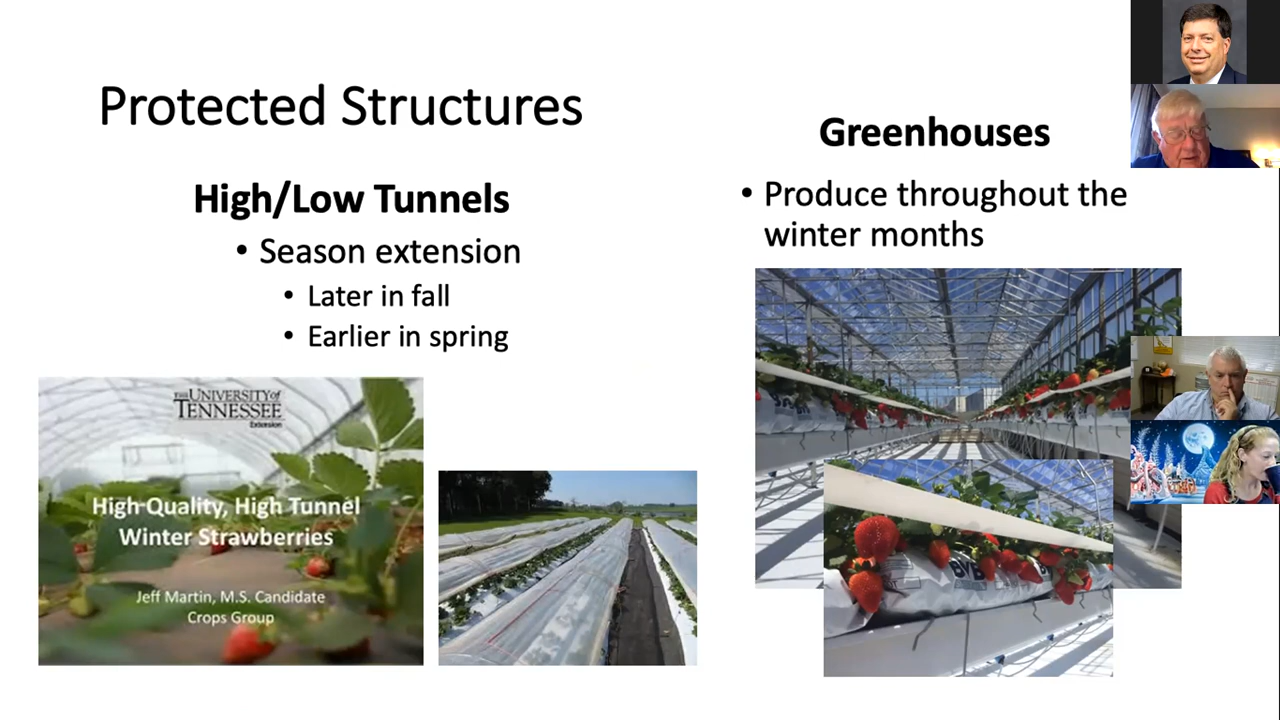 Protected Structures
High/Low Tunnels
• Season extension
• Later in fall
• Earlier in spring
THE UNIVERSITY of
TENNESSEE
Extension
High-Quality, High Tunnel
Winter Strawberries
Jeff Martin, M.S. Candidate
Crops Group
Greenhouses
• Produce throughout the
winter months
BVB